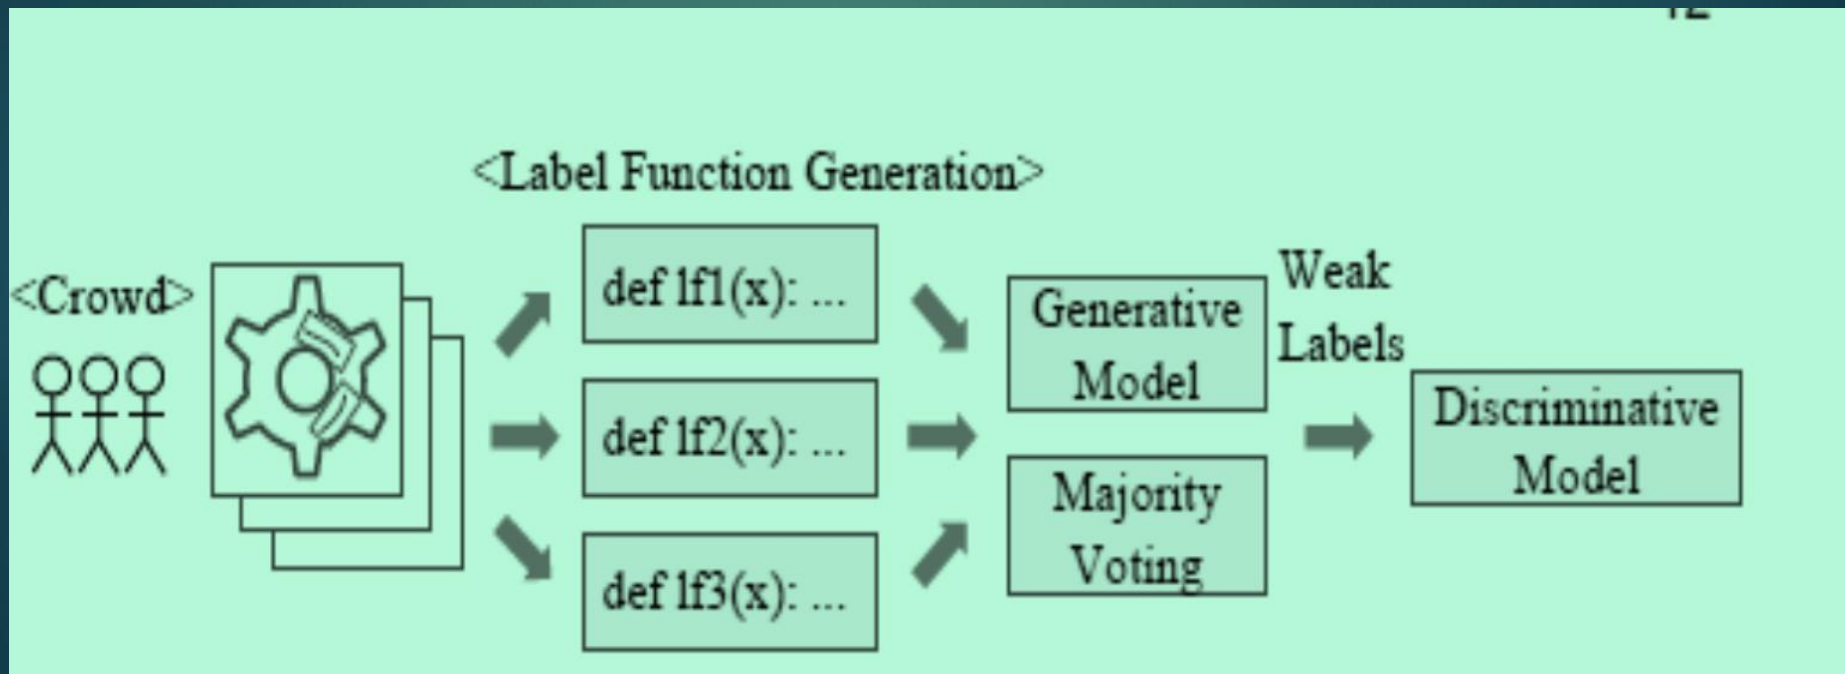 <Label Function Generation>
<Crowd>
def lf1(x): ...
def lf2(x): ...
def lf3(x): ...
Generative
Model
Majority
Voting
Weak
Labels
Discriminative
Model